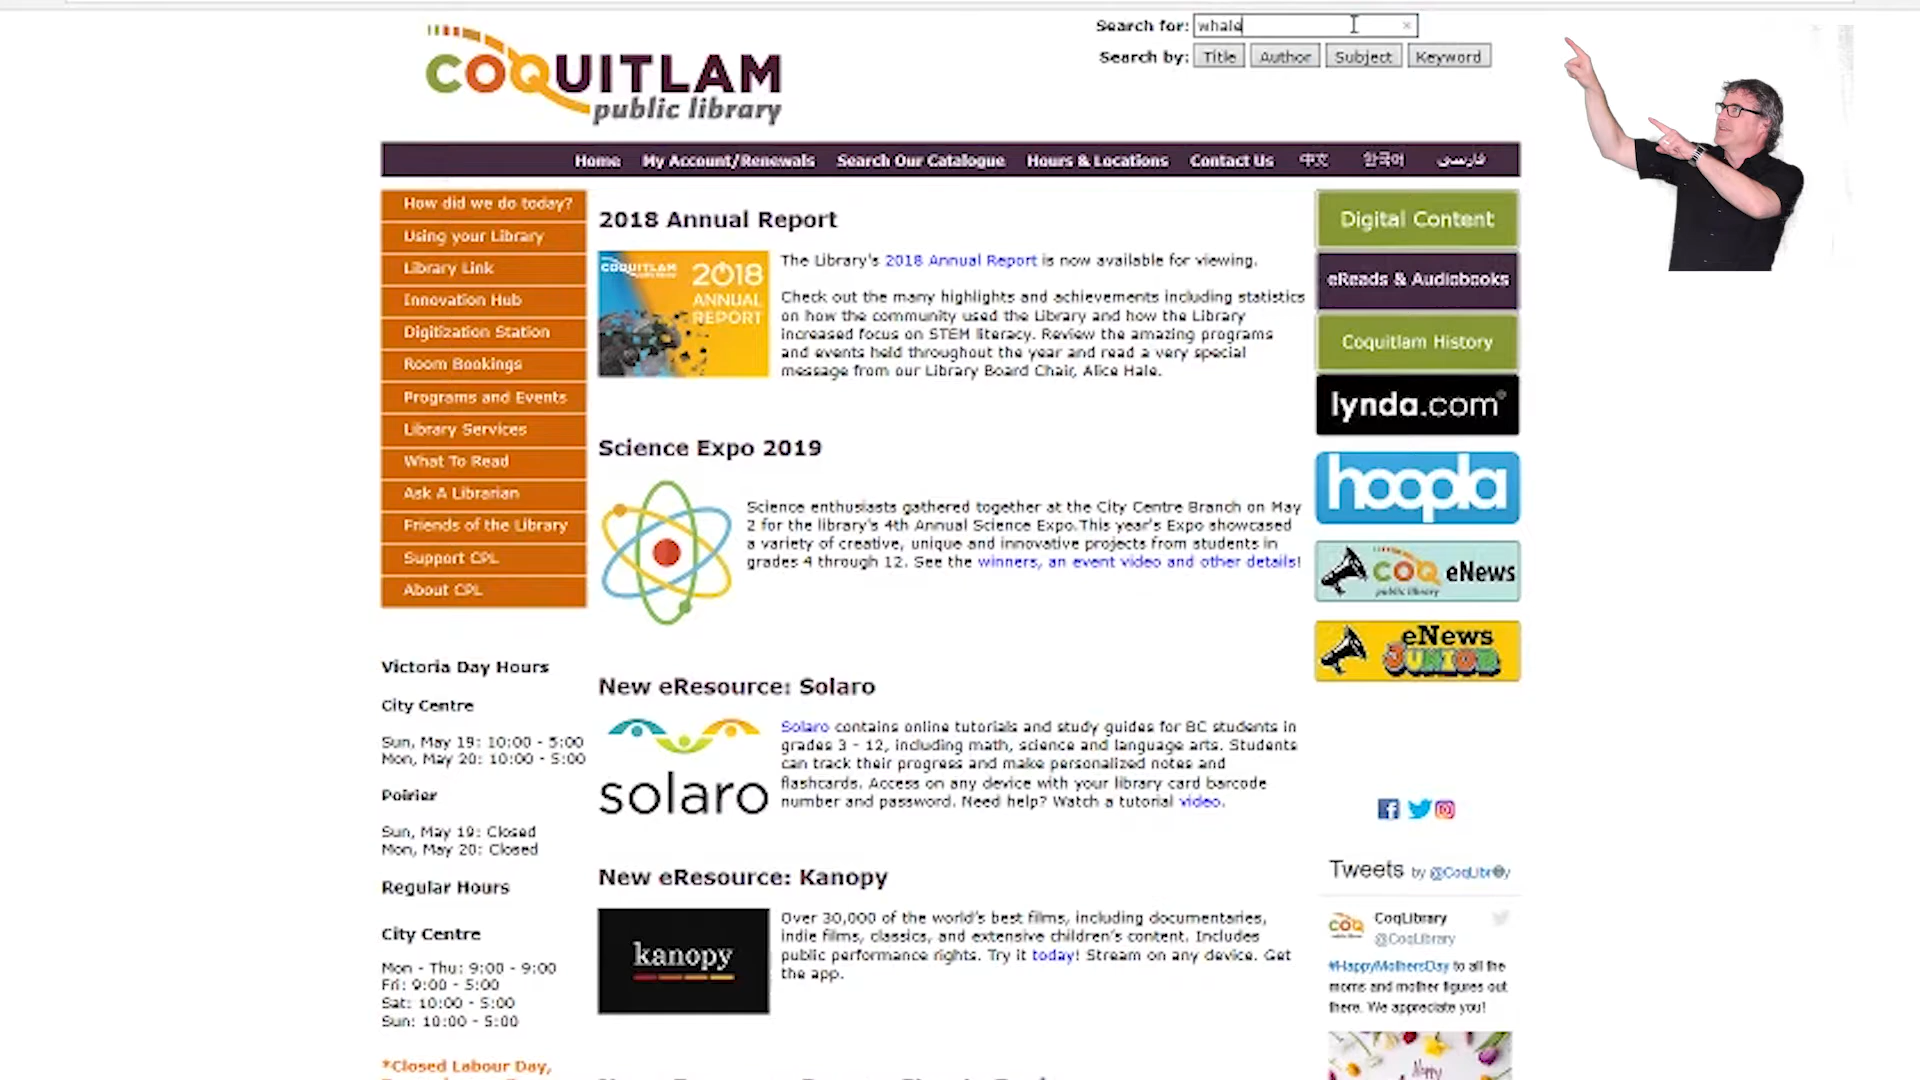 Search for: whale
Search by: Title Author Subject Keyword
COQUITLAM
public library
Home My Account/Renewals Search Our Catalogue Hours & Locations Contact Us 中文 한국어 فارسی
How did we do today?
Using your Library
Library Link
Innovation Hub
Digitization Station
Room Bookings
Programs and Events
Library Services
What To Read
Ask A Librarian
Friends of the Library
Support CPL
About CPL
Victoria Day Hours
City Centre
Sun, May 19: 10:00 - 5:00
Mon, May 20: 10:00 - 5:00
Poirier
Sun, May 19: Closed
Mon, May 20: Closed
Regular Hours
City Centre
Mon - Thu: 9:00 - 9:00
Fri: 9:00 - 5:00
Sat: 10:00 - 5:00
Sun: 10:00 - 5:00
*Closed Labour Day,
2018 Annual Report
COQUITLAM
2018
ANNUAL
REPORT
The Library's 2018 Annual Report is now available for viewing.
Check out the many highlights and achievements including statistics
on how the community used the Library and how the Library
increased focus on STEM literacy. Review the amazing programs
and events held throughout the year and read a very special
message from our Library Board Chair, Alice Hale.
Science Expo 2019
Science enthusiasts gathered together at the City Centre Branch on May
2 for the library's 4th Annual Science Expo.This year's Expo showcased
a variety of creative, unique and innovative projects from students in
grades 4 through 12. See the winners, an event video and other details!
New eResource: Solaro
solaro
Solaro contains online tutorials and study guides for BC students in
grades 3 - 12, including math, science and language arts. Students
can track their progress and make personalized notes and
flashcards. Access on any device with your library card barcode
number and password. Need help? Watch a tutorial video.
New eResource: Kanopy
kanopy
Over 30,000 of the world's best films, including documentaries,
indie films, classics, and extensive children's content. Includes
public performance rights. Try it today! Stream on any device. Get
the app.
Digital Content
eReads & Audiobooks
Coquitlam History
lynda.com®
hoopla
COQ eNews
public library
eNews
JUNIOR
Tweets by @CoqLibrary
COQ
CoqLibrary
@CoqLibrary
#HappyMothersDay to all the
moms and mother figures out
there. We appreciate you!
Happy